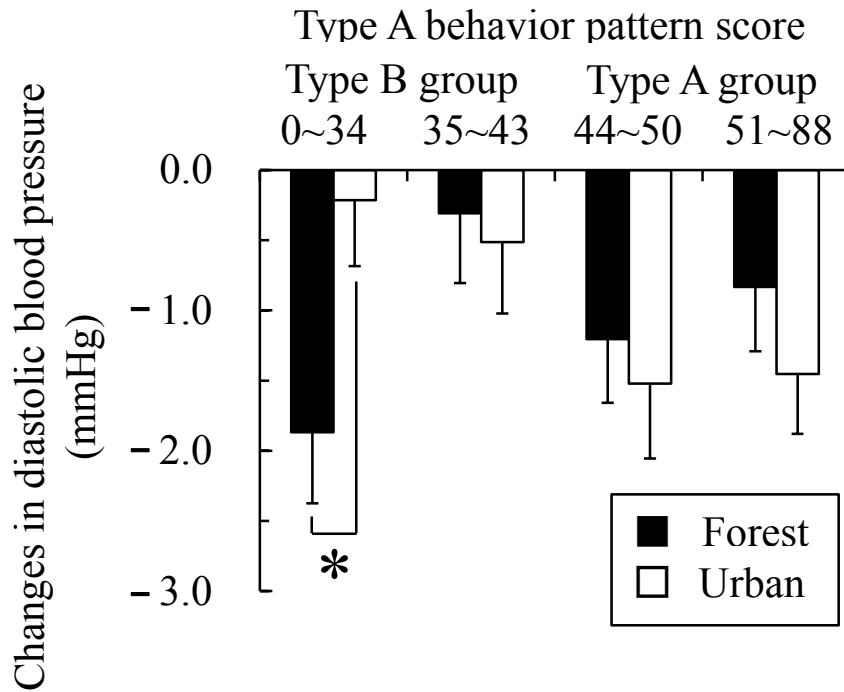 Type A behavior pattern score
Type B group Type A group
0~34 35~43 44~50 51~88
Changes in diastolic blood pressure
(mmHg)
0.0
−1.0
−2.0
−3.0
*
Forest
Urban